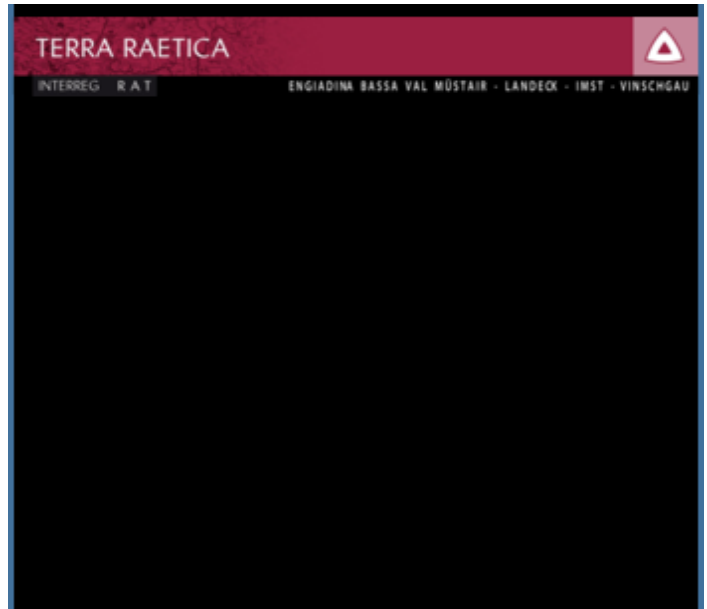 TERRA RAETICA
INTERREG R A T ENGIADINA BASSA VAL MÜSTAIR - LANDECK - IMST - VINSCHGAU